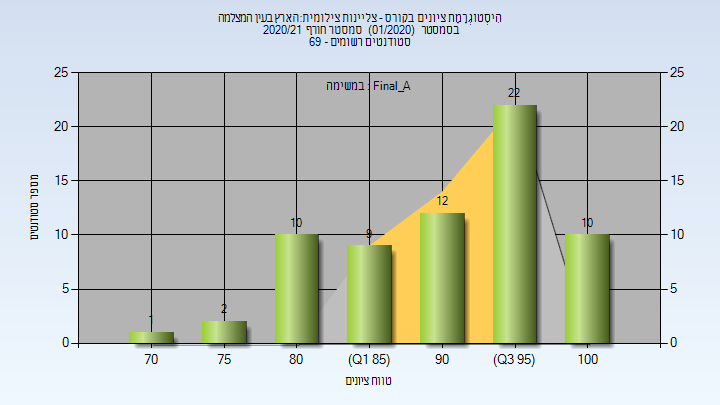 היסטוגרמת ציונים בקורס - צליינות צילומית:הארץ בעין המצלמה
בסמסטר (01/2020) סמסטר חורף 2020/21
סטודנטים רשומים - 69
במשימה : Final_A
25 25
20 20
15 15
10 10
5 5
0 0
1 2 10 9 12 22 10
70 75 80 (Q1 85) 90 (Q3 95) 100
מספר סטודנטים
טווח ציונים